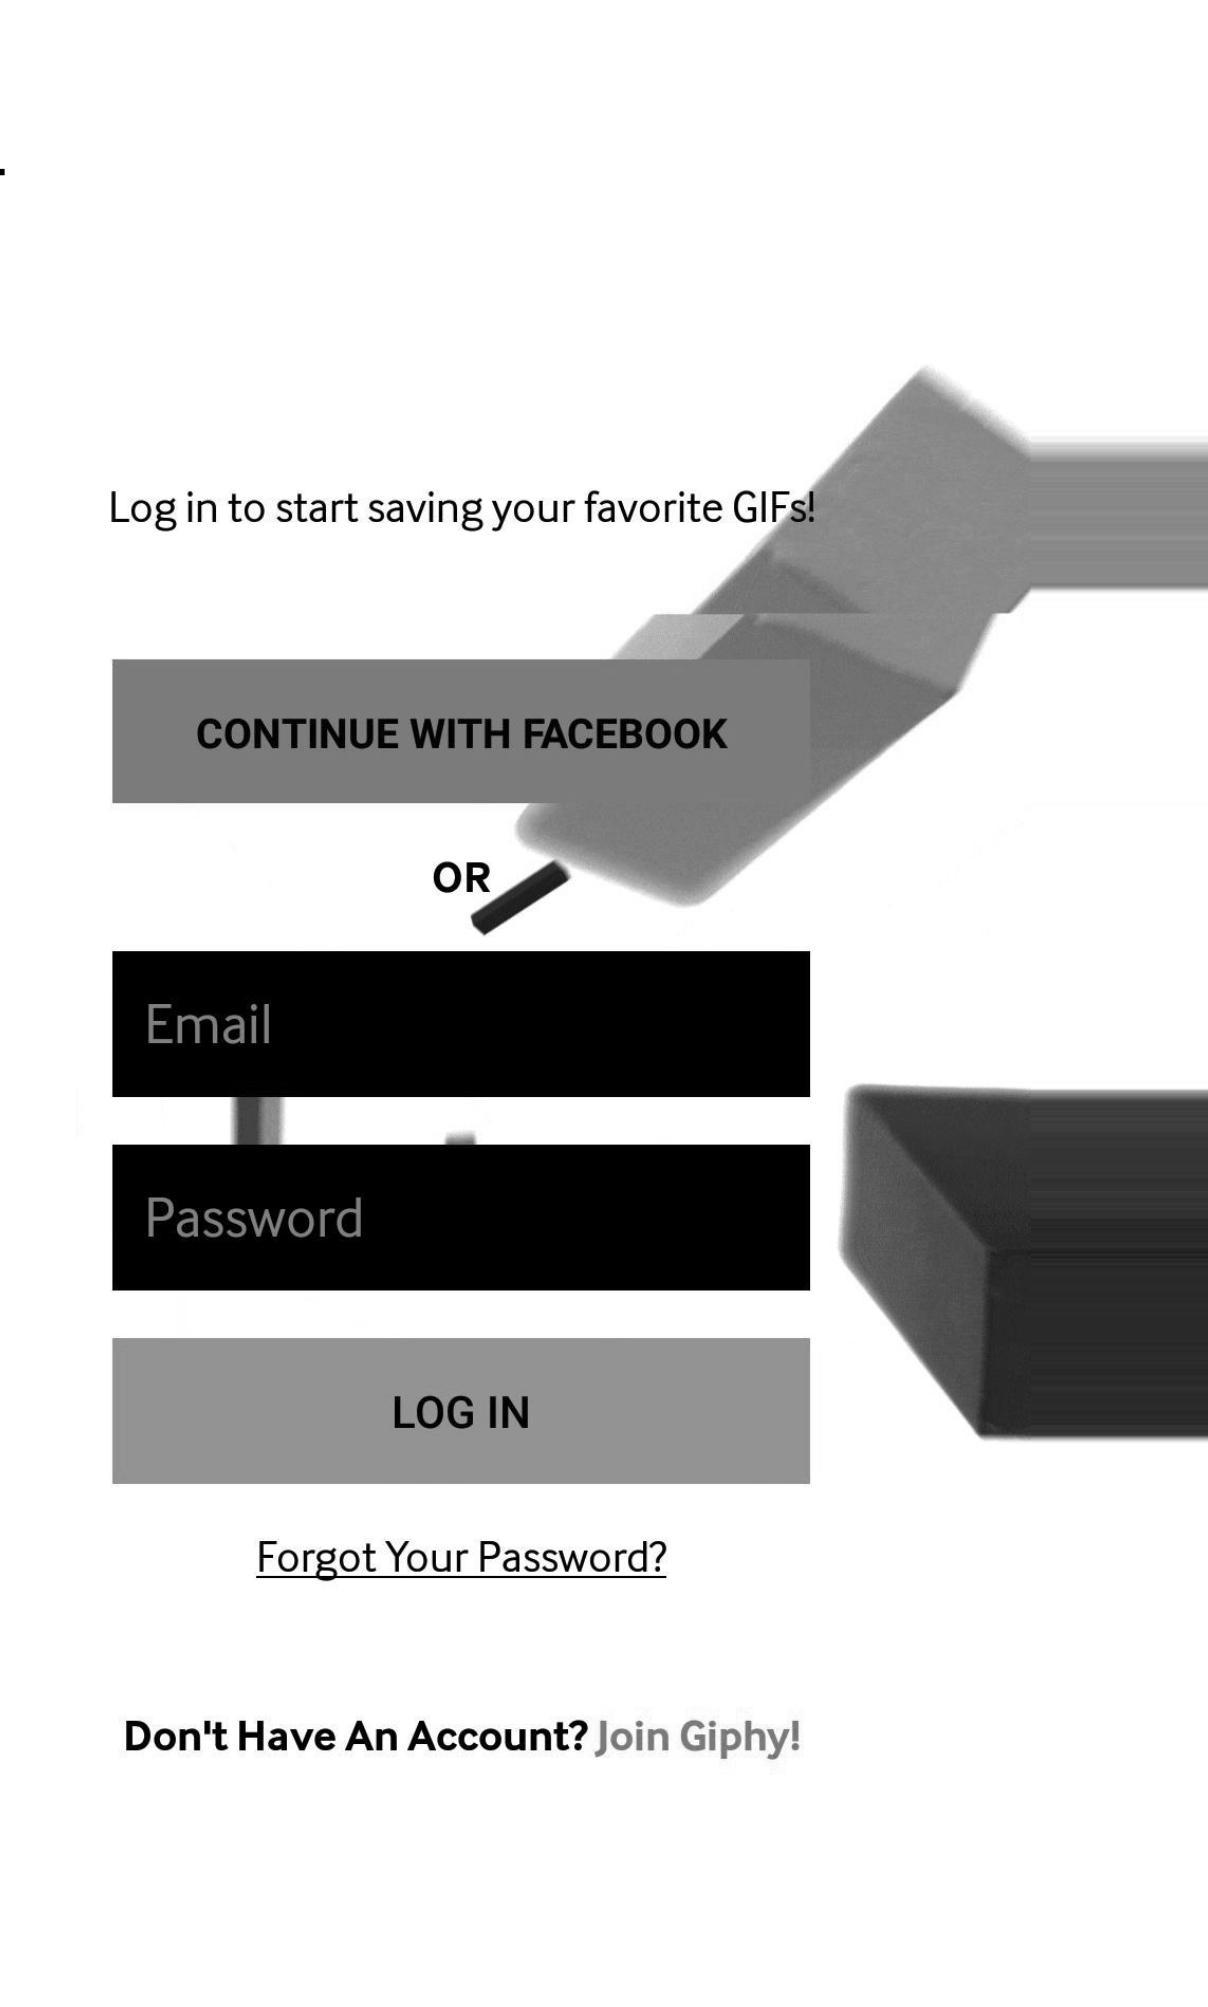 Log in to start saving your favorite GIFs!
CONTINUE WITH FACEBOOK
OR
Email
Password
LOG IN
Forgot Your Password?
Don't Have An Account? Join Giphy!